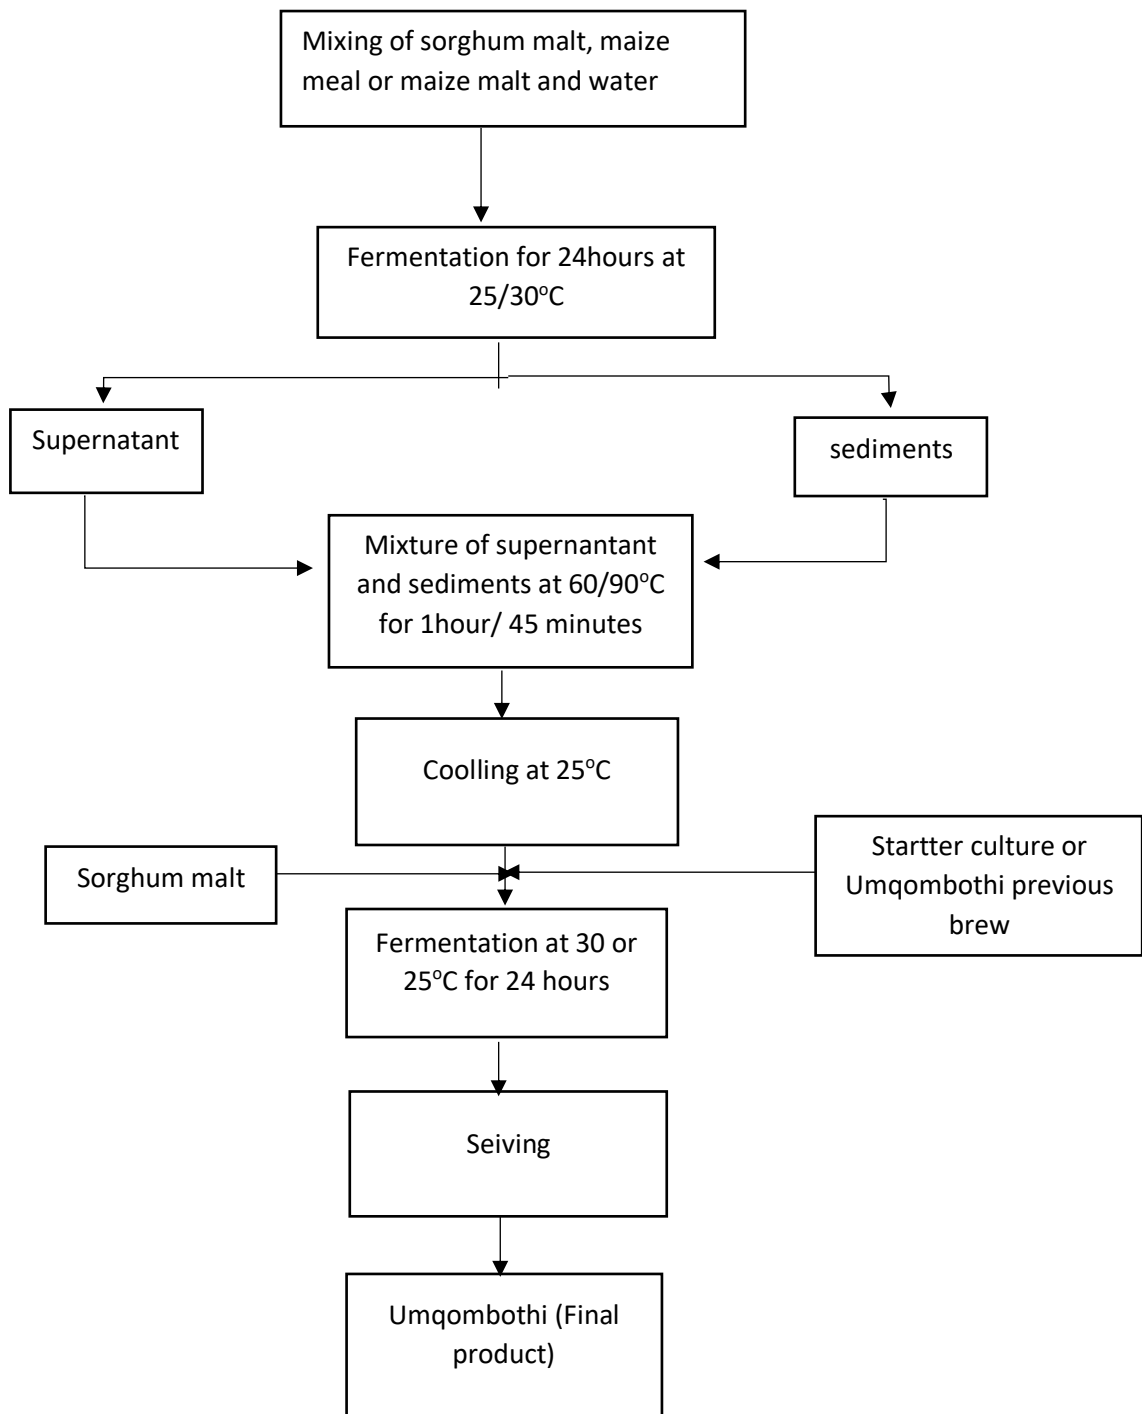 Mixing of sorghum malt, maize
meal or maize malt and water
Fermentation for 24hours at
25/30°C
Supernatant
sediments
Mixture of supernantant
and sediments at 60/90°C
for 1hour/ 45 minutes
Coolling at 25°C
Sorghum malt
Startter culture or
Umqombothi previous
brew
Fermentation at 30 or
25°C for 24 hours
Seiving
Umqombothi (Final
product)